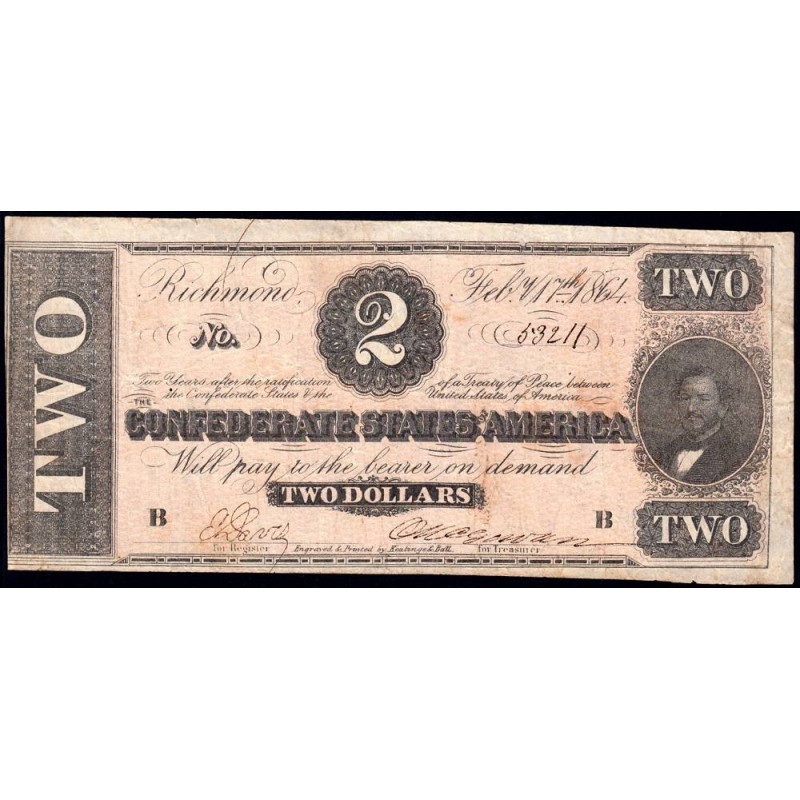 TWO
Richmond, Feb.y 17th 1864.
TWO
2
No. 53211
Two Years after the ratification of a Treaty of Peace between
the Confederate States & the United States of America
THE
CONFEDERATE STATES OF AMERICA
Will pay to the bearer on demand
TWO DOLLARS
B B
TWO
for Register Engraved & Printed by Keatinge & Ball for Treasurer